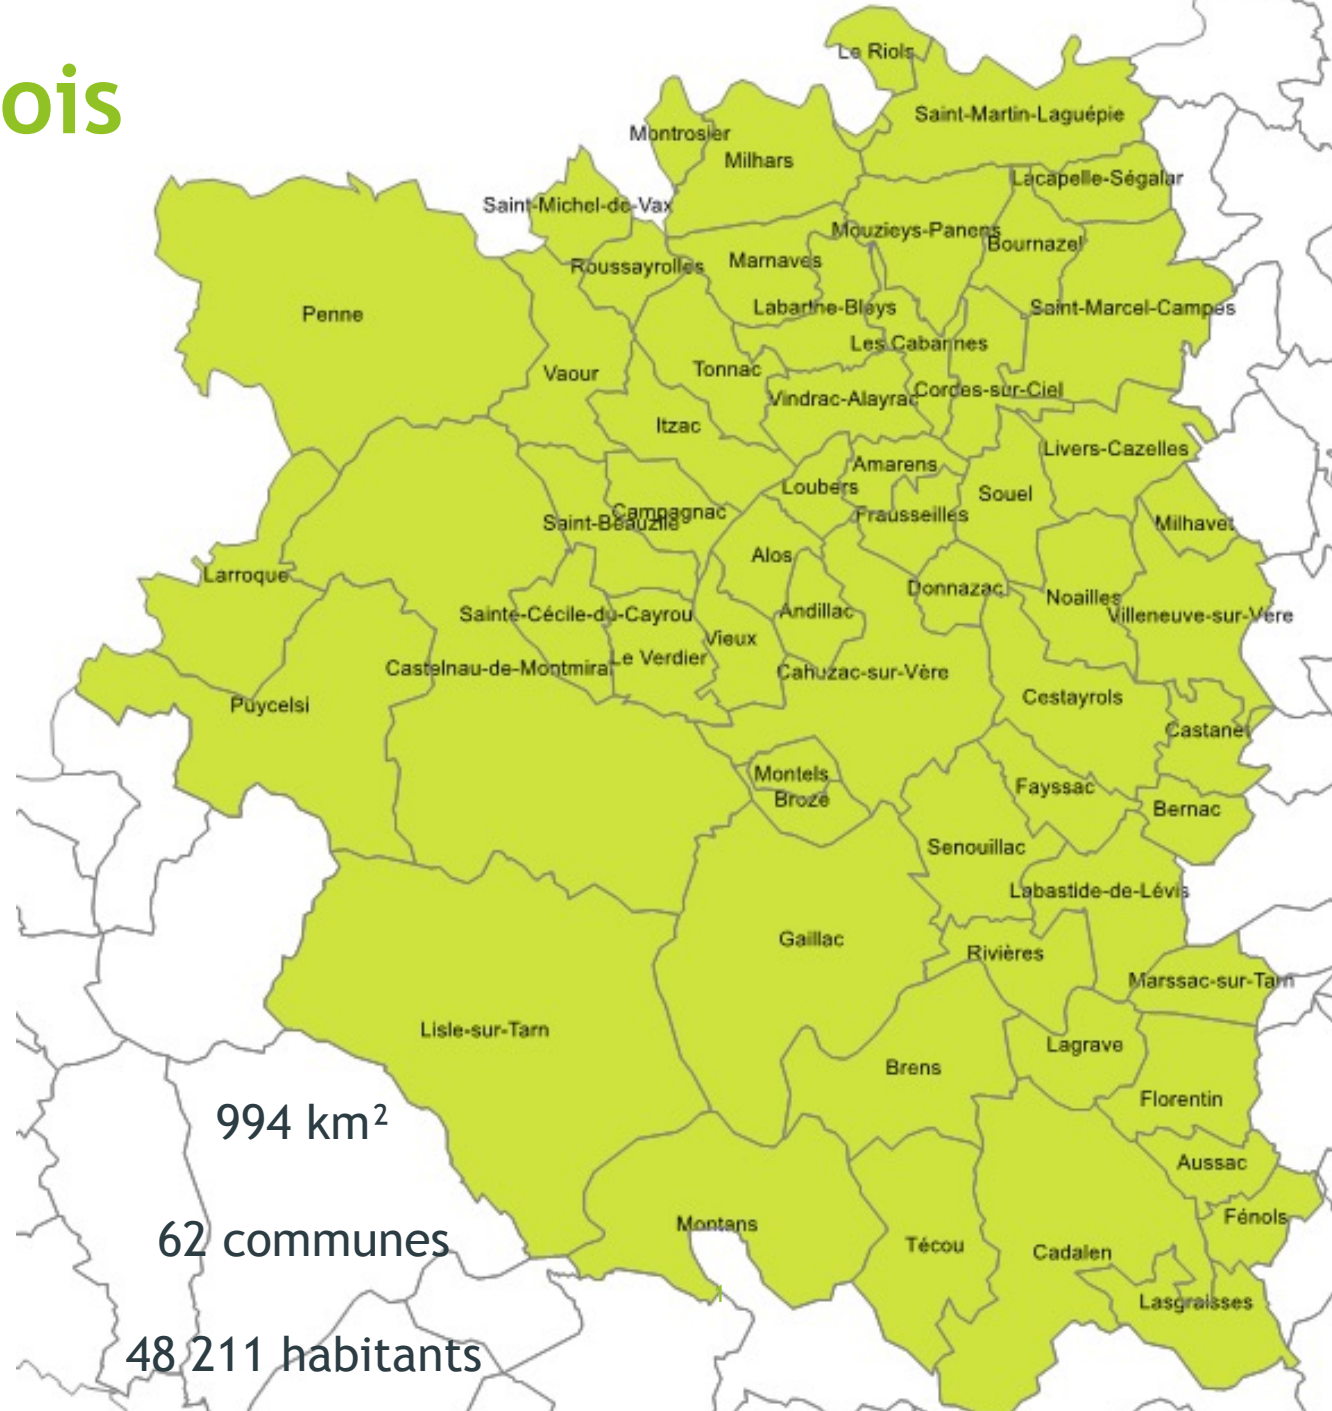 ois
Le Riols
Saint-Martin-Laguépie
Montrosier
Milhars
Lacapelle-Ségalar
Saint-Michel-de-Vax
Mouzieys-Panens
Bournazel
Roussayrolles
Marnaves
Penne
Labarthe-Bleys
Saint-Marcel-Campes
Les Cabannes
Vaour
Tonnac
Vindrac-Alayrac
Cordes-sur-Ciel
Itzac
Livers-Cazelles
Amarens
Loubers
Souel
Campagnac
Frausseilles
Saint-Beauzile
Milhavet
Alos
Larroque
Donnazac
Noailles
Andillac
Sainte-Cécile-du-Cayrou
Villeneuve-sur-Vère
Vieux
Le Verdier
Castelnau-de-Montmiral
Cahuzac-sur-Vère
Puycelsi
Cestayrols
Castanet
Montels
Fayssac
Broze
Bernac
Senouillac
Labastide-de-Lévis
Gaillac
Rivières
Marssac-sur-Tarn
Lisle-sur-Tarn
Lagrave
Brens
Florentin
994 km²
Aussac
Fénols
Montans
62 communes
Técou
Cadalen
Lasgraisses
48 211 habitants